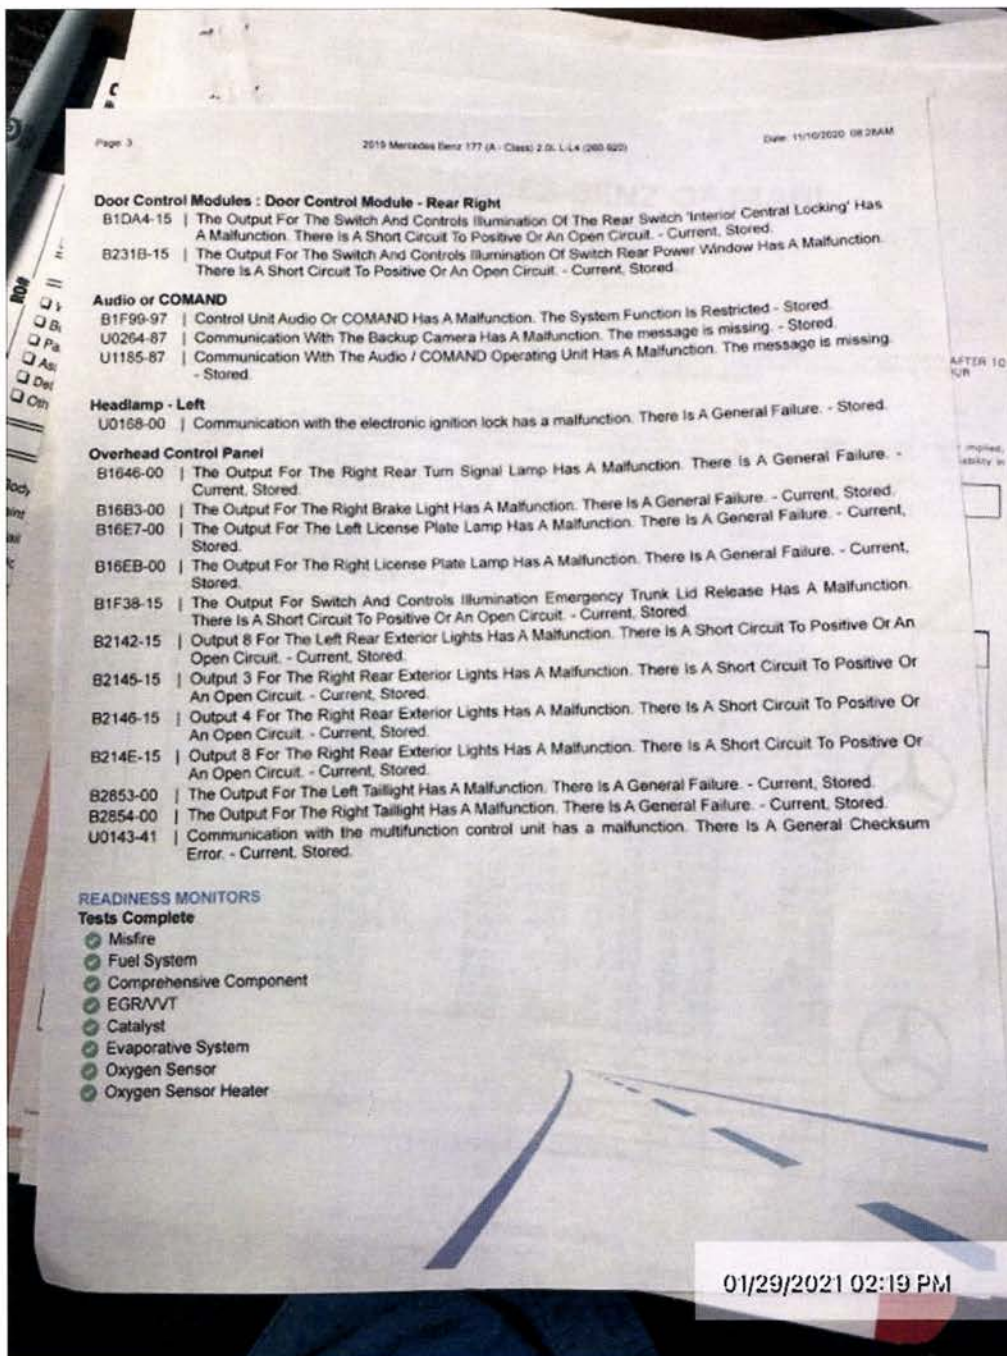 Page: 3
2019 Mercedes Benz 177 (A - Class) 2.0L L-L4 (260-920)
Date: 11/10/2020 08:28AM
Door Control Modules : Door Control Module - Rear Right
B1DA4-15 | The Output For The Switch And Controls Illumination Of The Rear Switch 'Interior Central Locking' Has
A Malfunction. There Is A Short Circuit To Positive Or An Open Circuit. - Current, Stored.
B231B-15 | The Output For The Switch And Controls Illumination Of Switch Rear Power Window Has A Malfunction.
There Is A Short Circuit To Positive Or An Open Circuit. - Current, Stored.
Audio or COMAND
B1F99-97 | Control Unit Audio Or COMAND Has A Malfunction. The System Function Is Restricted - Stored.
U0264-87 | Communication With The Backup Camera Has A Malfunction. The message is missing. - Stored.
U1185-87 | Communication With The Audio / COMAND Operating Unit Has A Malfunction. The message is missing.
- Stored.
Headlamp - Left
U0168-00 | Communication with the electronic ignition lock has a malfunction. There Is A General Failure. - Stored.
Overhead Control Panel
B1646-00 | The Output For The Right Rear Turn Signal Lamp Has A Malfunction. There Is A General Failure. -
Current, Stored.
B16B3-00 | The Output For The Right Brake Light Has A Malfunction. There Is A General Failure. - Current, Stored.
B16E7-00 | The Output For The Left License Plate Lamp Has A Malfunction. There Is A General Failure. - Current,
Stored.
B16EB-00 | The Output For The Right License Plate Lamp Has A Malfunction. There Is A General Failure. - Current,
Stored.
B1F38-15 | The Output For Switch And Controls Illumination Emergency Trunk Lid Release Has A Malfunction.
There Is A Short Circuit To Positive Or An Open Circuit. - Current, Stored.
B2142-15 | Output 8 For The Left Rear Exterior Lights Has A Malfunction. There Is A Short Circuit To Positive Or An
Open Circuit. - Current, Stored.
B2145-15 | Output 3 For The Right Rear Exterior Lights Has A Malfunction. There Is A Short Circuit To Positive Or
An Open Circuit. - Current, Stored.
B2146-15 | Output 4 For The Right Rear Exterior Lights Has A Malfunction. There Is A Short Circuit To Positive Or
An Open Circuit. - Current, Stored.
B214E-15 | Output 8 For The Right Rear Exterior Lights Has A Malfunction. There Is A Short Circuit To Positive Or
An Open Circuit. - Current, Stored.
B2853-00 | The Output For The Left Taillight Has A Malfunction. There Is A General Failure. - Current, Stored.
B2854-00 | The Output For The Right Taillight Has A Malfunction. There Is A General Failure. - Current, Stored.
U0143-41 | Communication with the multifunction control unit has a malfunction. There Is A General Checksum
Error. - Current, Stored.
READINESS MONITORS
Tests Complete
Misfire
Fuel System
Comprehensive Component
EGR/VVT
Catalyst
Evaporative System
Oxygen Sensor
Oxygen Sensor Heater
RO#
Pa
Ass
Det
Oth
Body
AFTER 10
implied,
01/29/2021 02:19 PM